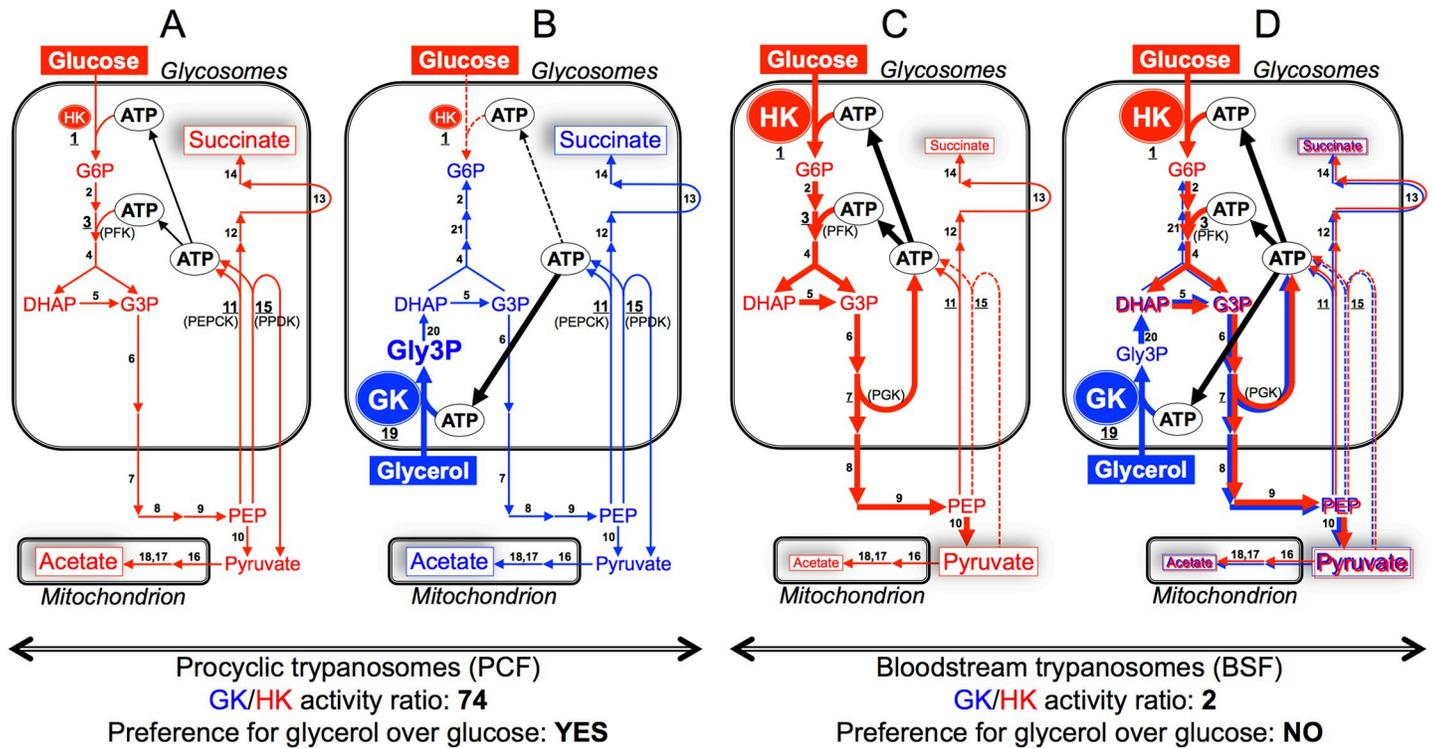 A
Glucose
Glycosomes
HK
1
ATP
Succinate
G6P
14
2
13
3
ATP
(PFK)
12
4
ATP
DHAP
5
G3P
11
15
(PEPCK)
(PPDK)
6
7
8
9
PEP
10
Acetate
18,17
16
Pyruvate
Mitochondrion
B
Glucose
Glycosomes
HK
1
ATP
Succinate
G6P
14
2
13
21
12
4
ATP
DHAP
5
G3P
11
15
(PEPCK)
(PPDK)
20
6
Gly3P
GK
ATP
19
Glycerol
7
8
9
PEP
10
Acetate
18,17
16
Pyruvate
Mitochondrion
C
Glucose
Glycosomes
HK
1
ATP
Succinate
G6P
14
2
13
3
ATP
(PFK)
12
4
ATP
DHAP
5
G3P
11
15
6
7
(PGK)
8
9
PEP
10
Acetate
18,17
16
Pyruvate
Mitochondrion
D
Glucose
Glycosomes
HK
1
ATP
Succinate
G6P
14
2
13
21
3
ATP
(PFK)
12
4
ATP
DHAP
5
G3P
11
15
20
6
Gly3P
GK
7
(PGK)
ATP
19
Glycerol
8
9
PEP
10
Acetate
18,17
16
Pyruvate
Mitochondrion
Procyclic trypanosomes (PCF)
GK/HK activity ratio: 74
Preference for glycerol over glucose: YES
Bloodstream trypanosomes (BSF)
GK/HK activity ratio: 2
Preference for glycerol over glucose: NO